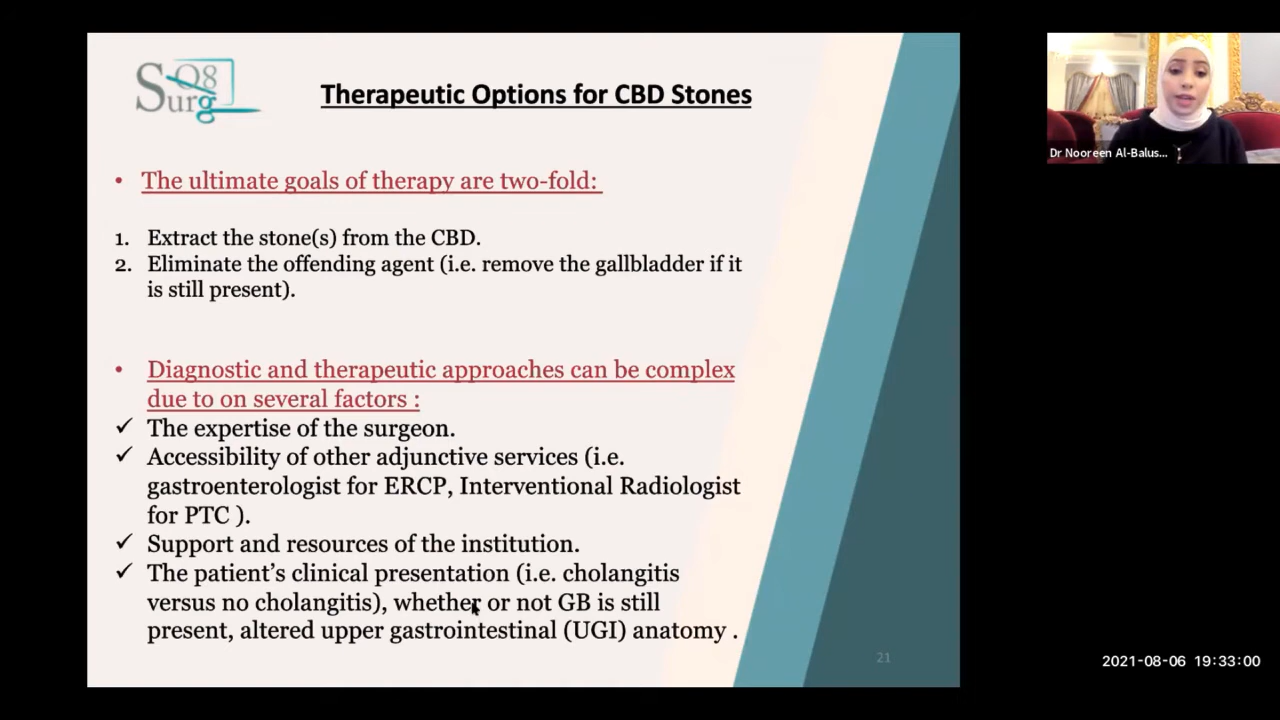 S Q8
urg
Therapeutic Options for CBD Stones
• The ultimate goals of therapy are two-fold:
1. Extract the stone(s) from the CBD.
2. Eliminate the offending agent (i.e. remove the gallbladder if it
is still present).
• Diagnostic and therapeutic approaches can be complex
due to on several factors :
✓ The expertise of the surgeon.
✓ Accessibility of other adjunctive services (i.e.
gastroenterologist for ERCP, Interventional Radiologist
for PTC ).
✓ Support and resources of the institution.
✓ The patient’s clinical presentation (i.e. cholangitis
versus no cholangitis), whether or not GB is still
present, altered upper gastrointestinal (UGI) anatomy .
21
Dr Nooreen Al-Balus...
2021-08-06 19:33:00